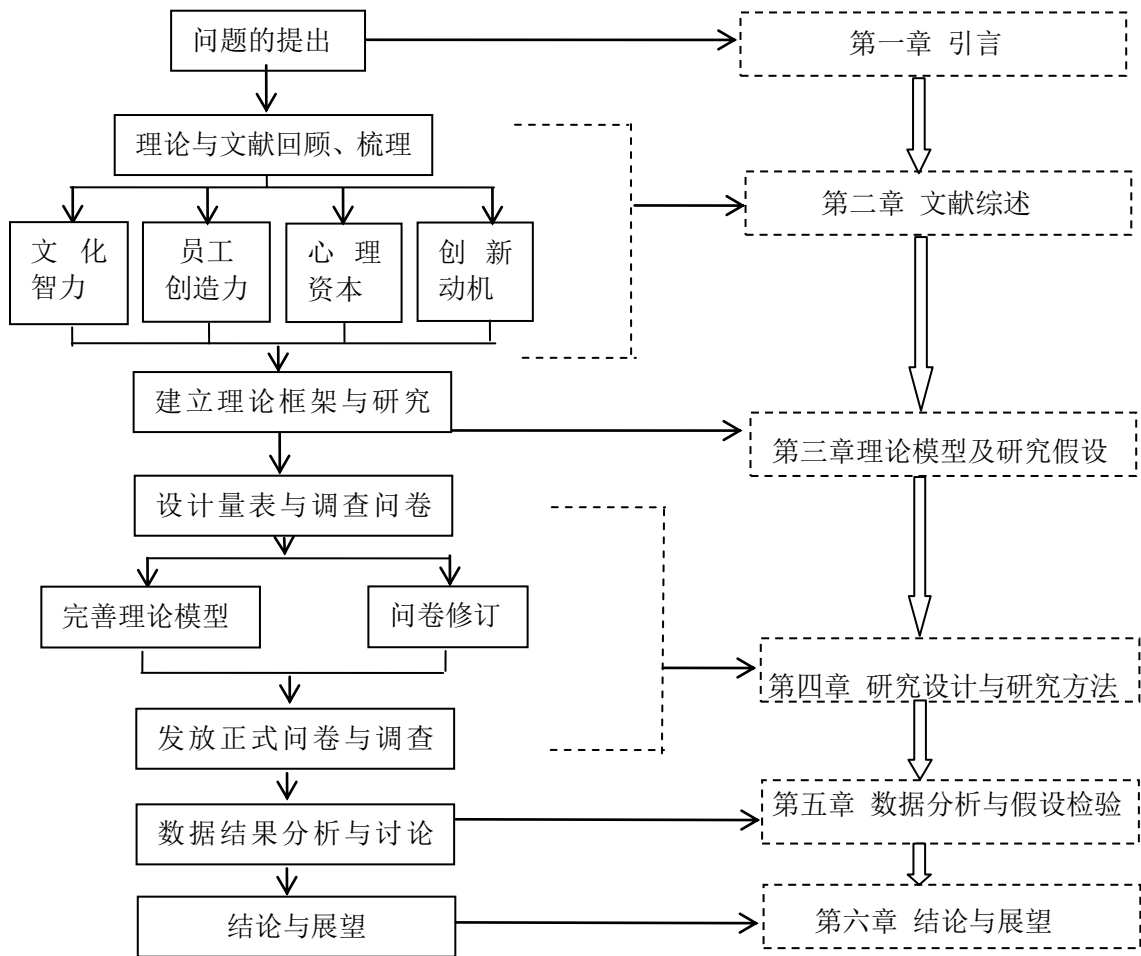 问题的提出
第一章 引言
理论与文献回顾、梳理
第二章 文献综述
文化
智力
员工
创造力
心理
资本
创新
动机
建立理论框架与研究
第三章理论模型及研究假设
设计量表与调查问卷
完善理论模型
问卷修订
第四章 研究设计与研究方法
发放正式问卷与调查
第五章 数据分析与假设检验
数据结果分析与讨论
第六章 结论与展望
结论与展望